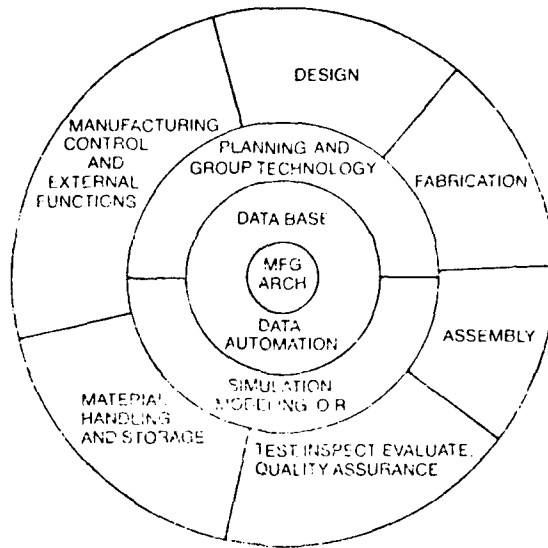 DESIGN
MANUFACTURING
CONTROL
AND
EXTERNAL
FUNCTIONS
PLANNING AND
GROUP TECHNOLOGY
FABRICATION
DATA BASE
MFG
ARCH
DATA
AUTOMATION
ASSEMBLY
SIMULATION
MODELING O R
MATERIAL
HANDLING
AND STORAGE
TEST, INSPECT, EVALUATE,
QUALITY ASSURANCE